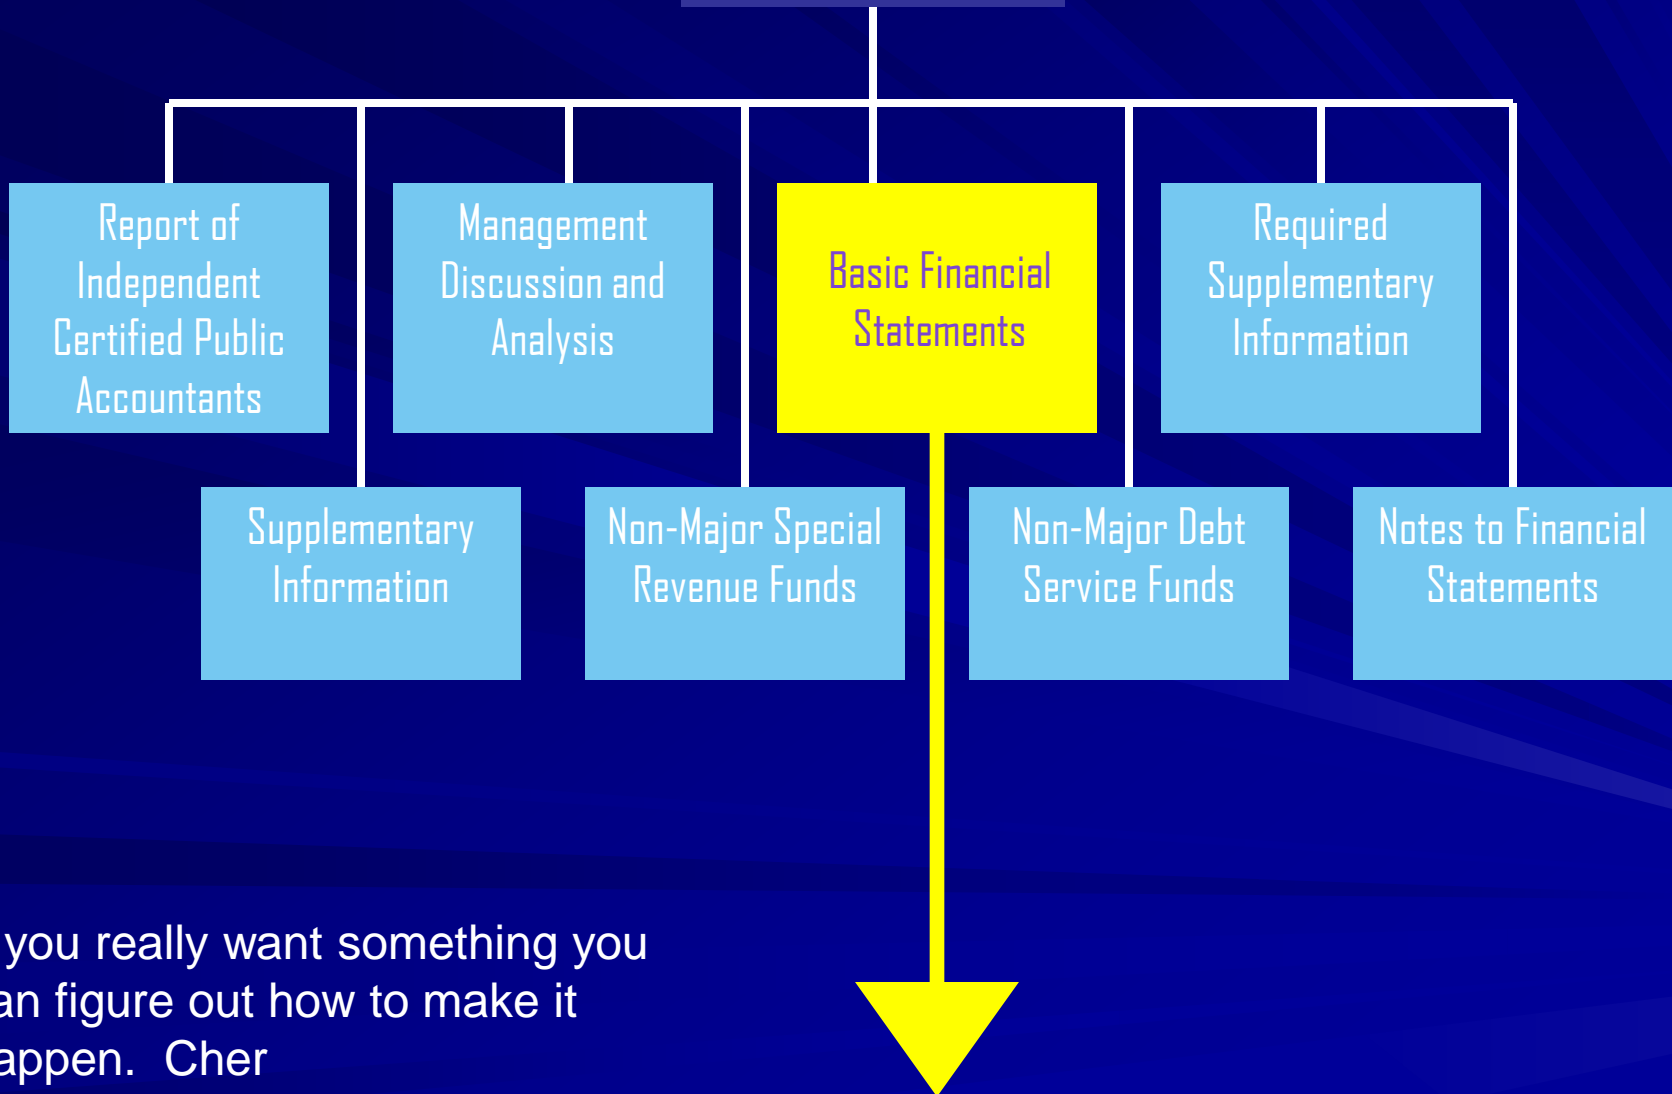 Report of
Independent
Certified Public
Accountants
Management
Discussion and
Analysis
Basic Financial
Statements
Required
Supplementary
Information
Supplementary
Information
Non-Major Special
Revenue Funds
Non-Major Debt
Service Funds
Notes to Financial
Statements
you really want something you
an figure out how to make it
appen.  Cher